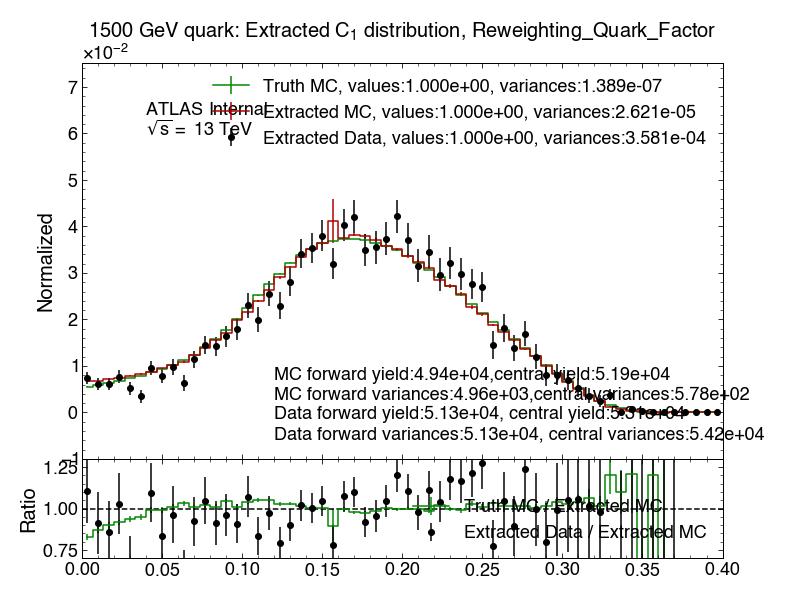 1500 GeV quark: Extracted C₁ distribution, Reweighting_Quark_Factor
×10⁻²
Truth MC, values:1.000e+00, variances:1.389e-07
ATLAS Internal
Extracted MC, values:1.000e+00, variances:2.621e-05
√s = 13 TeV
Extracted Data, values:1.000e+00, variances:3.581e-04
7
6
5
4
3
2
1
0
-1
Normalized
MC forward yield:4.94e+04,central yield:5.19e+04
MC forward variances:4.96e+03,central variances:5.78e+02
Data forward yield:5.13e+04, central yield:5.51e+04
Data forward variances:5.13e+04, central variances:5.42e+04
1.25
1.00
0.75
Ratio
Truth MC / Extracted MC
Extracted Data / Extracted MC
0.00 0.05 0.10 0.15 0.20 0.25 0.30 0.35 0.40